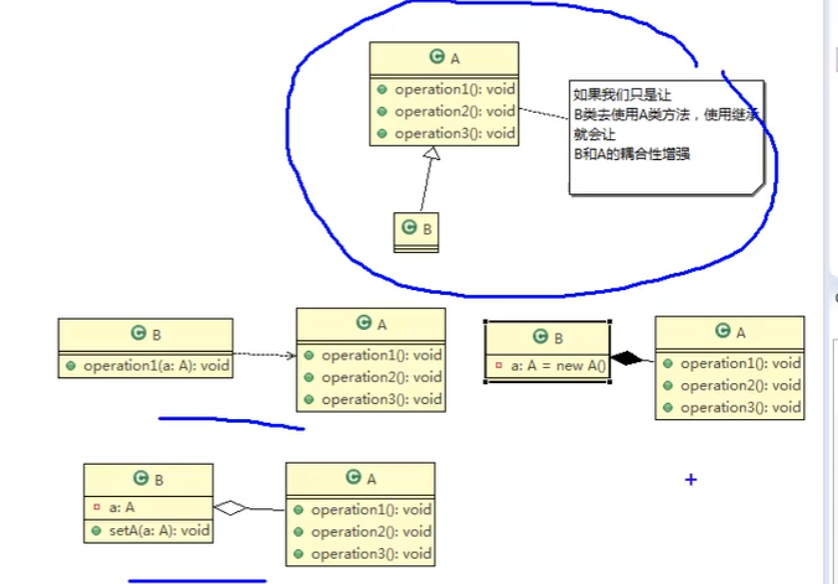 A
operation1(): void
operation2(): void
operation3(): void
如果我们只是让
B类去使用A类方法，使用继承
就会让
B和A的耦合性增强
B
B
operation1(a: A): void
A
operation1(): void
operation2(): void
operation3(): void
B
a: A = new A()
A
operation1(): void
operation2(): void
operation3(): void
B
a: A
setA(a: A): void
A
operation1(): void
operation2(): void
operation3(): void